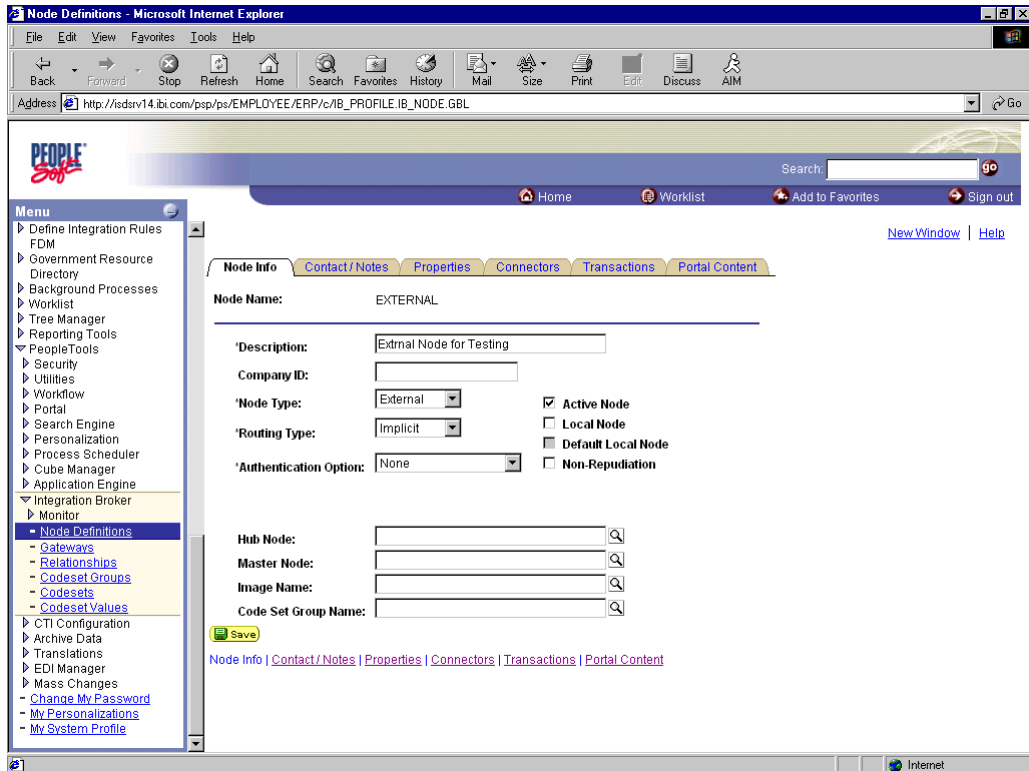 Node Definitions - Microsoft Internet Explorer
File Edit View Favorites Tools Help
Back Forward Stop Refresh Home Search Favorites History Mail Size Print Edit Discuss AIM
Address http://isdsrv14.ibi.com/psp/ps/EMPLOYEE/ERP/c/IB_PROFILE.IB_NODE.GBL Go
PEOPLE
Soft
Search: go
Home Worklist Add to Favorites Sign out
Menu
Define Integration Rules
FDM
Government Resource
Directory
Background Processes
Worklist
Tree Manager
Reporting Tools
PeopleTools
Security
Utilities
Workflow
Portal
Search Engine
Personalization
Process Scheduler
Cube Manager
Application Engine
Integration Broker
Monitor
- Node Definitions
- Gateways
- Relationships
- Codeset Groups
- Codesets
- Codeset Values
CTI Configuration
Archive Data
Translations
EDI Manager
Mass Changes
- Change My Password
- My Personalizations
- My System Profile
New Window | Help
Node Info Contact / Notes Properties Connectors Transactions Portal Content
Node Name: EXTERNAL
*Description: Extrnal Node for Testing
Company ID:
*Node Type: External
*Routing Type: Implicit
*Authentication Option: None
Active Node
Local Node
Default Local Node
Non-Repudiation
Hub Node:
Master Node:
Image Name:
Code Set Group Name:
Save
Node Info | Contact / Notes | Properties | Connectors | Transactions | Portal Content
Internet